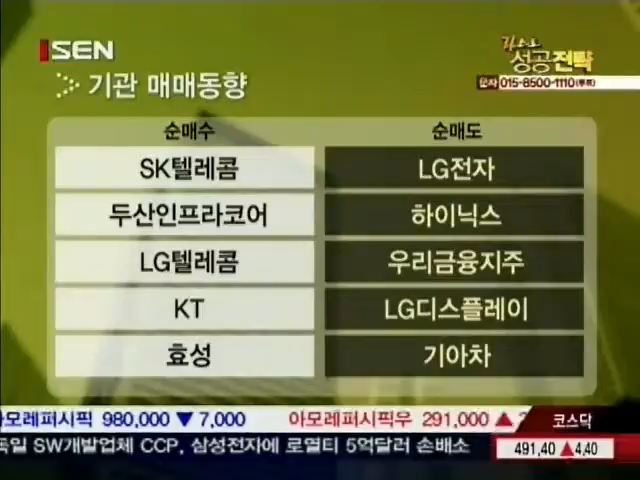 SEN
성공전략
문자 015-8500-1110(무료)
기관 매매동향
순매수 순매도
SK텔레콤 LG전자
두산인프라코어 하이닉스
LG텔레콤 우리금융지주
KT LG디스플레이
효성 기아차
아모레퍼시픽 980,000 ▼ 7,000 아모레퍼시픽우 291,000 ▲ 코스닥
독일 SW개발업체 CCP, 삼성전자에 로열티 5억달러 손배소 491,40 ▲4,40